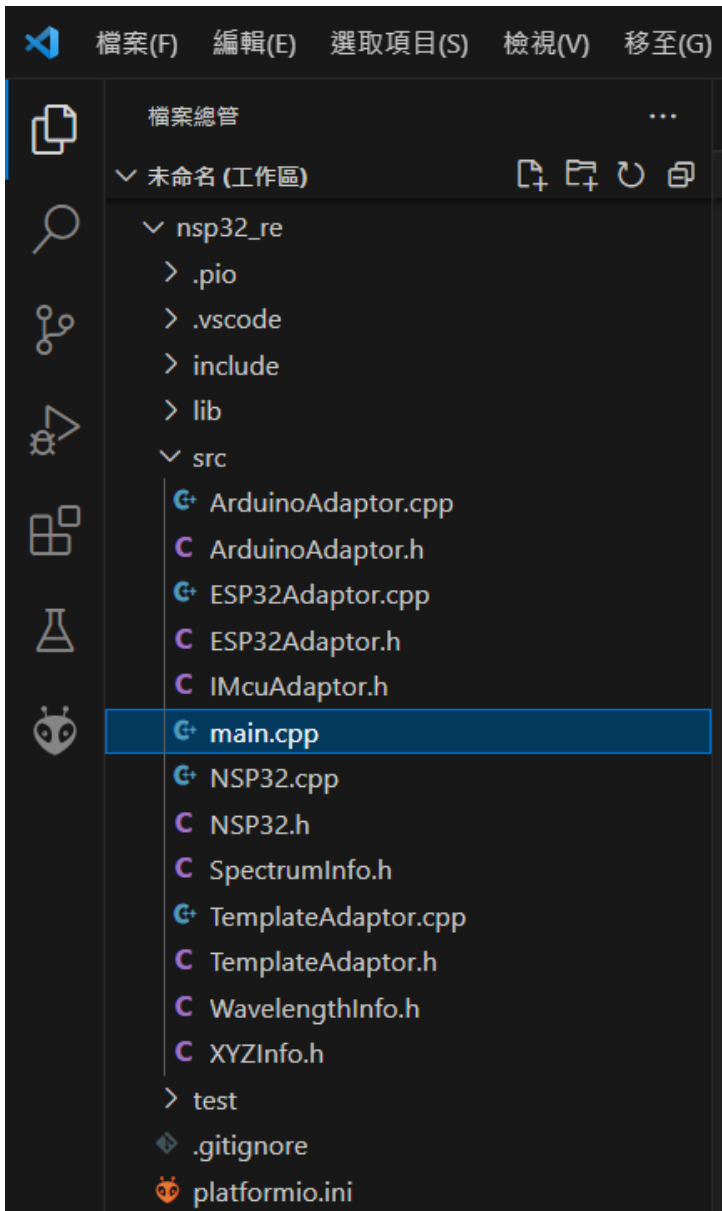 檔案(F) 編輯(E) 選取項目(S) 檢視(V) 移至(G)
檔案總管
未命名 (工作區)
nsp32_re
.pio
.vscode
include
lib
src
ArduinoAdaptor.cpp
ArduinoAdaptor.h
ESP32Adaptor.cpp
ESP32Adaptor.h
IMcuAdaptor.h
main.cpp
NSP32.cpp
NSP32.h
SpectrumInfo.h
TemplateAdaptor.cpp
TemplateAdaptor.h
WavelengthInfo.h
XYZInfo.h
test
.gitignore
platformio.ini